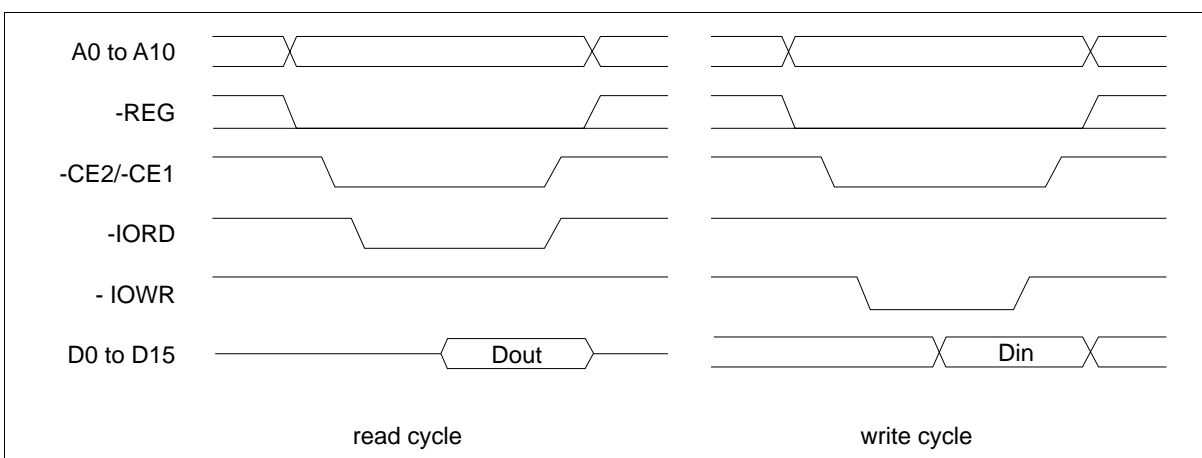 A0 to A10
-REG
-CE2/-CE1
-IORD
- IOWR
D0 to D15
Dout
Din
read cycle
write cycle